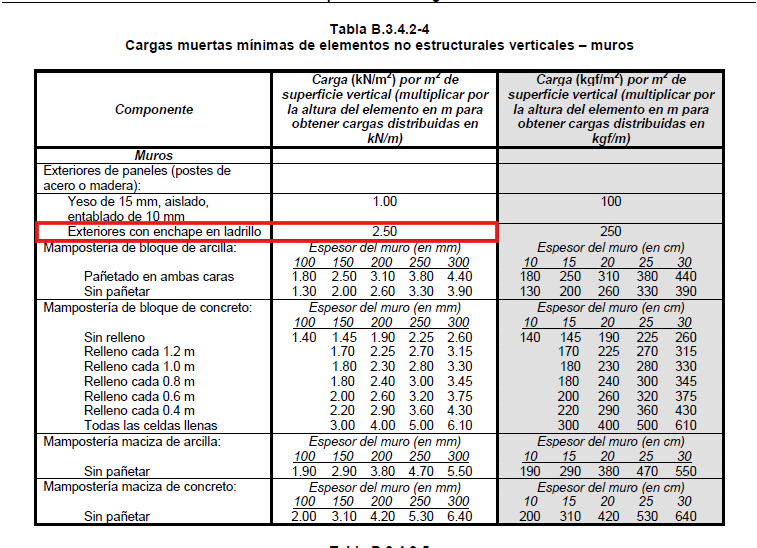 Tabla B.3.4.2-4
Cargas muertas mínimas de elementos no estructurales verticales – muros
Componente
Carga (kN/m²) por m² de superficie vertical (multiplicar por la altura del elemento en m para obtener cargas distribuidas en kN/m)
Carga (kgf/m²) por m² de superficie vertical (multiplicar por la altura del elemento en m para obtener cargas distribuidas en kgf/m)
Muros
Exteriores de paneles (postes de
acero o madera):
Yeso de 15 mm, aislado, 1.00 100
entablado de 10 mm
Exteriores con enchape en ladrillo 2.50 250
Mampostería de bloque de arcilla: Espesor del muro (en mm) Espesor del muro (en cm)
100 150 200 250 300 10 15 20 25 30
Pañetado en ambas caras 1.80 2.50 3.10 3.80 4.40 180 250 310 380 440
Sin pañetar 1.30 2.00 2.60 3.30 3.90 130 200 260 330 390
Mampostería de bloque de concreto: Espesor del muro (en mm) Espesor del muro (en cm)
100 150 200 250 300 10 15 20 25 30
Sin relleno 1.40 1.45 1.90 2.25 2.60 140 145 190 225 260
Relleno cada 1.2 m 1.70 2.25 2.70 3.15 170 225 270 315
Relleno cada 1.0 m 1.80 2.30 2.80 3.30 180 230 280 330
Relleno cada 0.8 m 1.80 2.40 3.00 3.45 180 240 300 345
Relleno cada 0.6 m 2.00 2.60 3.20 3.75 200 260 320 375
Relleno cada 0.4 m 2.20 2.90 3.60 4.30 220 290 360 430
Todas las celdas llenas 3.00 4.00 5.00 6.10 300 400 500 610
Mampostería maciza de arcilla: Espesor del muro (en mm) Espesor del muro (en cm)
100 150 200 250 300 10 15 20 25 30
Sin pañetar 1.90 2.90 3.80 4.70 5.50 190 290 380 470 550
Mampostería maciza de concreto: Espesor del muro (en mm) Espesor del muro (en cm)
100 150 200 250 300 10 15 20 25 30
Sin pañetar 2.00 3.10 4.20 5.30 6.40 200 310 420 530 640